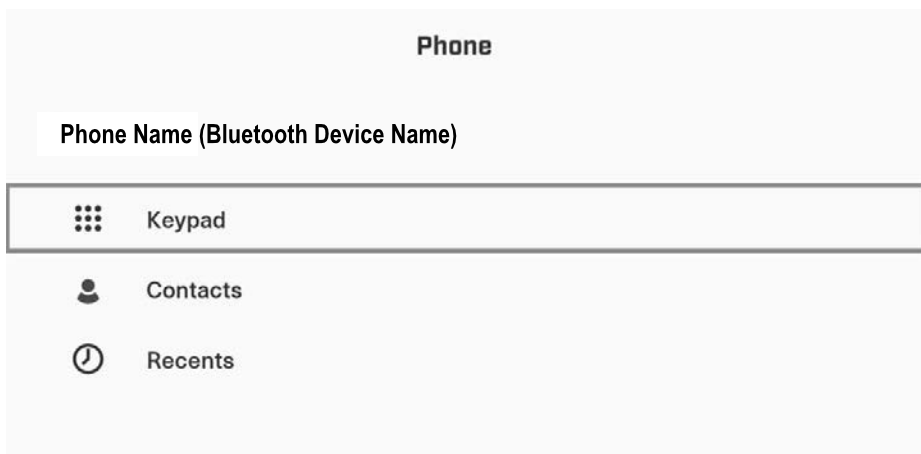 Phone
Phone Name (Bluetooth Device Name)
Keypad
Contacts
Recents